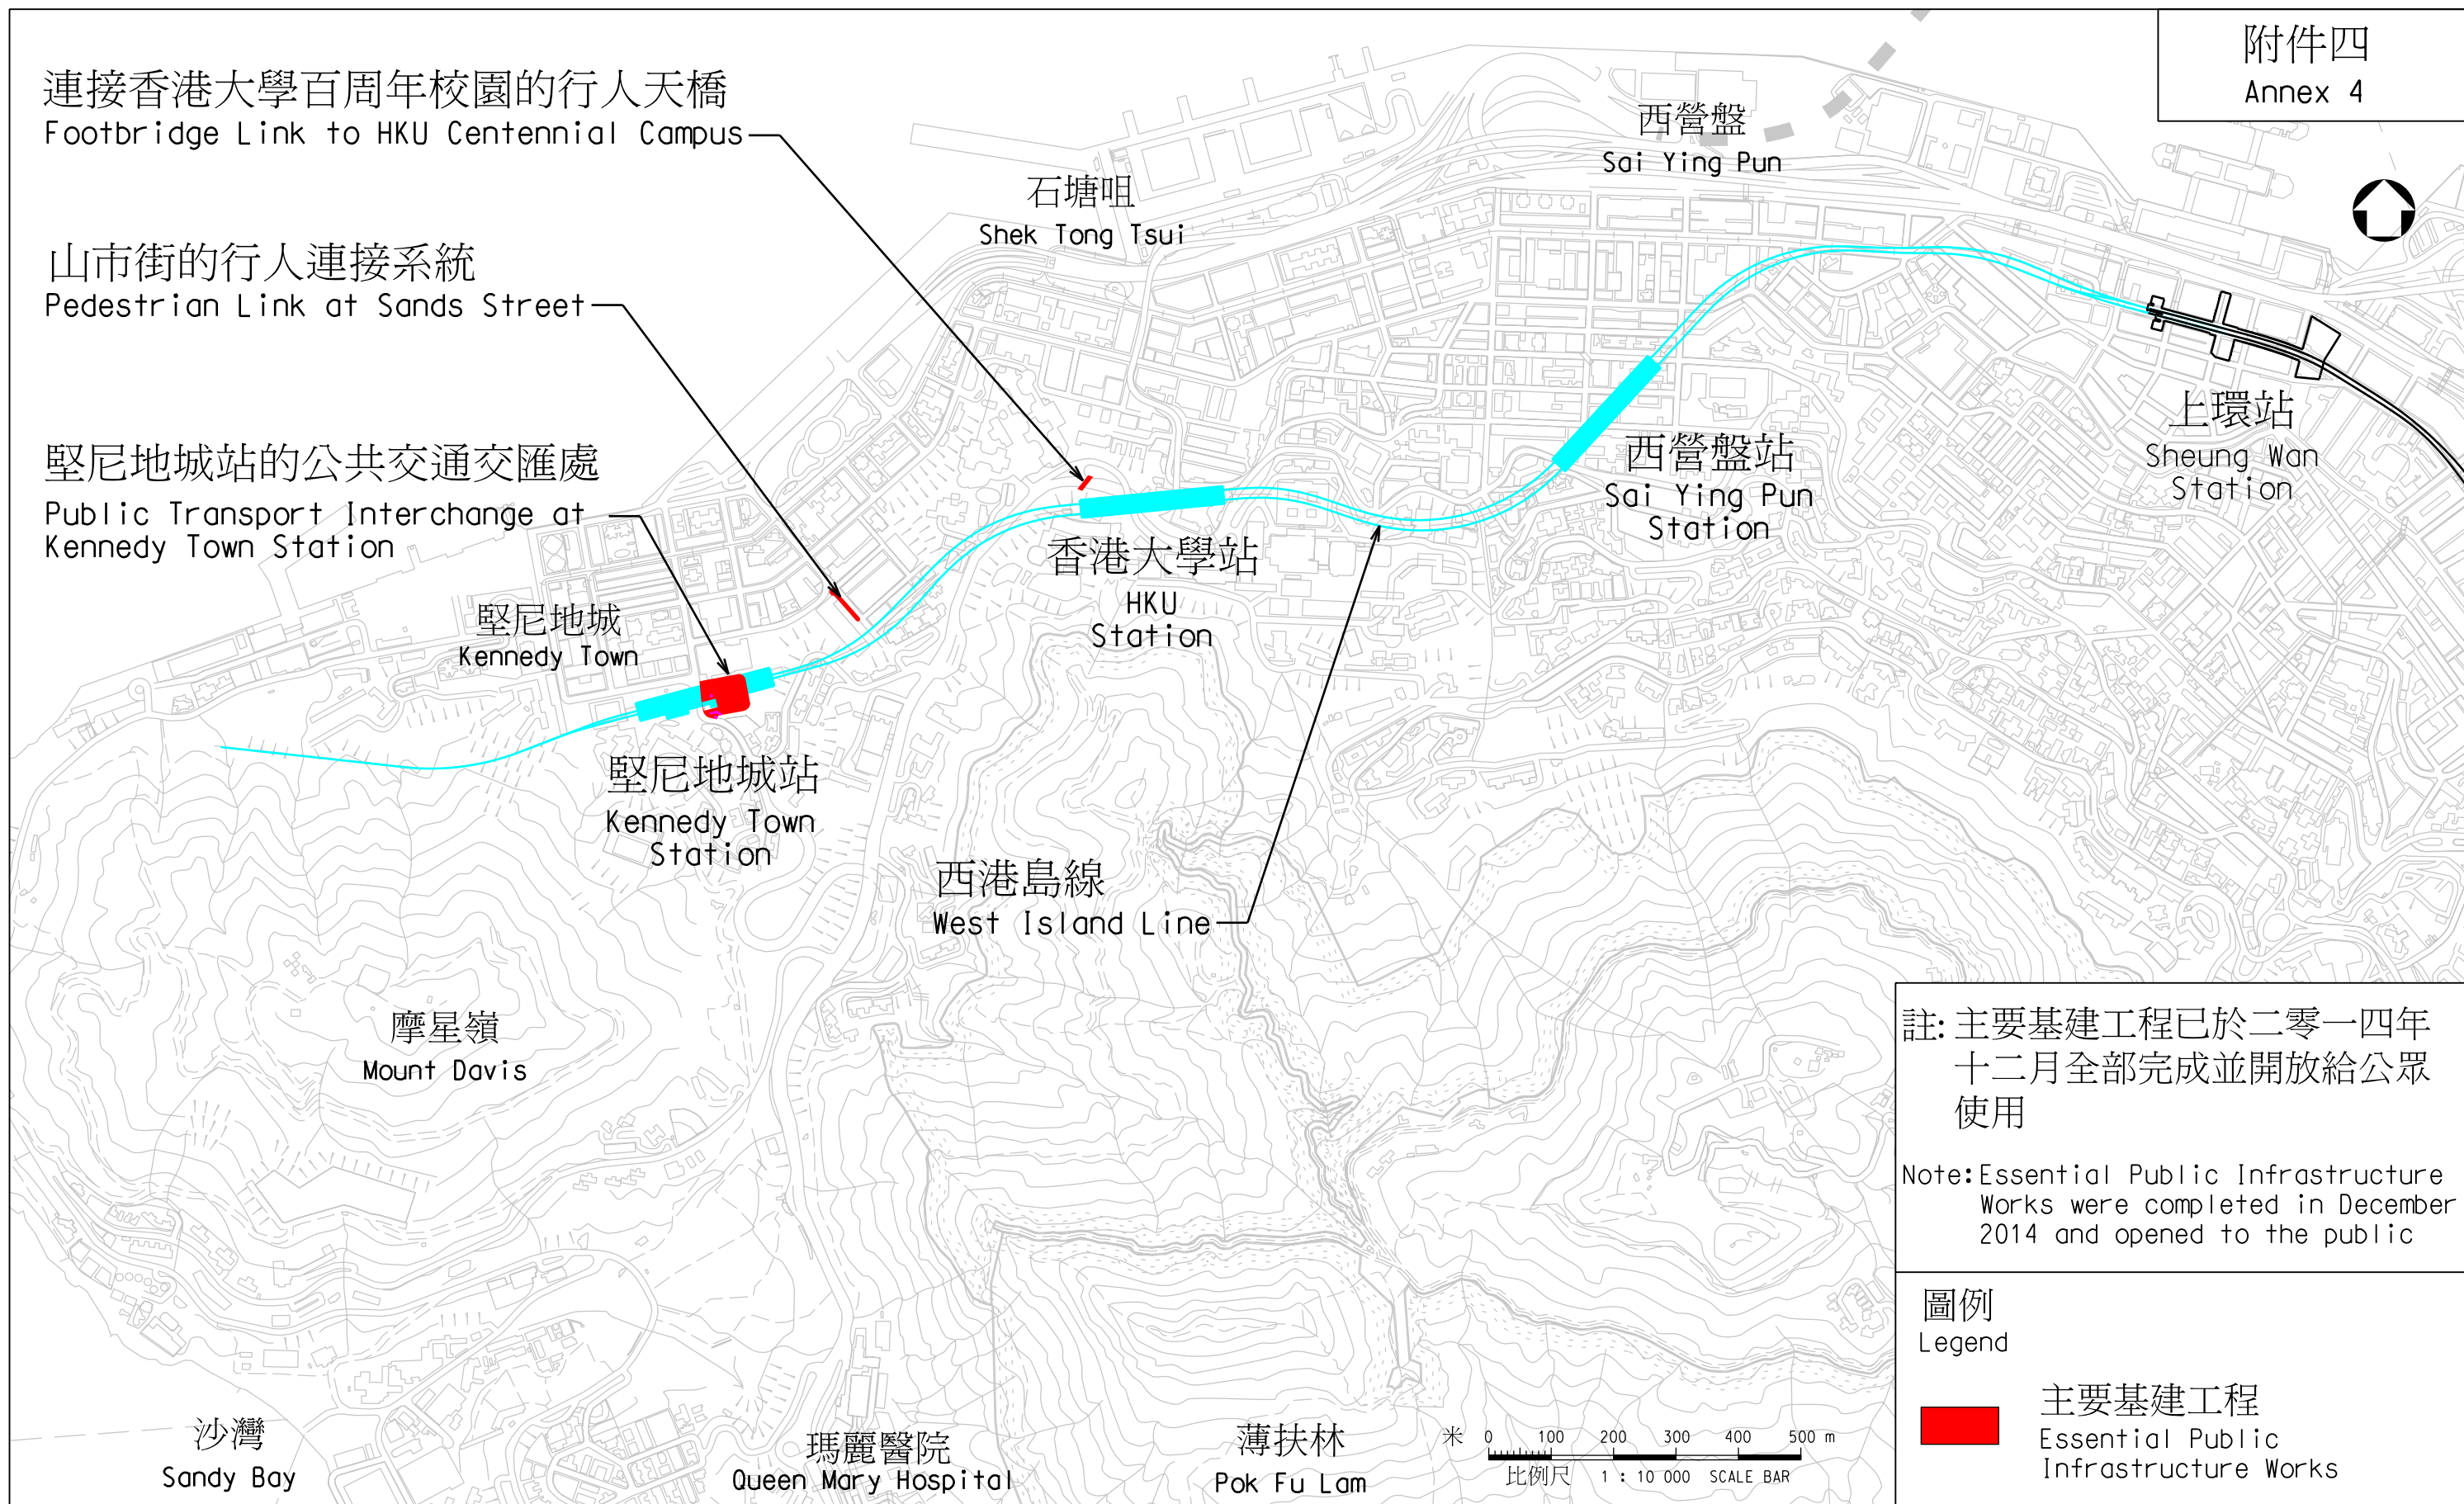 附件四
Annex 4
連接香港大學百周年校園的行人天橋
Footbridge Link to HKU Centennial Campus
西營盤
Sai Ying Pun
石塘咀
Shek Tong Tsui
山市街的行人連接系統
Pedestrian Link at Sands Street
堅尼地城站的公共交通交匯處
Public Transport Interchange at
Kennedy Town Station
上環站
Sheung Wan
Station
西營盤站
Sai Ying Pun
Station
香港大學站
HKU
Station
堅尼地城
Kennedy Town
堅尼地城站
Kennedy Town
Station
西港島線
West Island Line
摩星嶺
Mount Davis
註: 主要基建工程已於二零一四年
十二月全部完成並開放給公眾
使用
Note: Essential Public Infrastructure
Works were completed in December
2014 and opened to the public
圖例
Legend
主要基建工程
Essential Public
Infrastructure Works
沙灣
Sandy Bay
瑪麗醫院
Queen Mary Hospital
薄扶林
Pok Fu Lam
米 0 100 200 300 400 500 m
比例尺 1 : 10 000 SCALE BAR